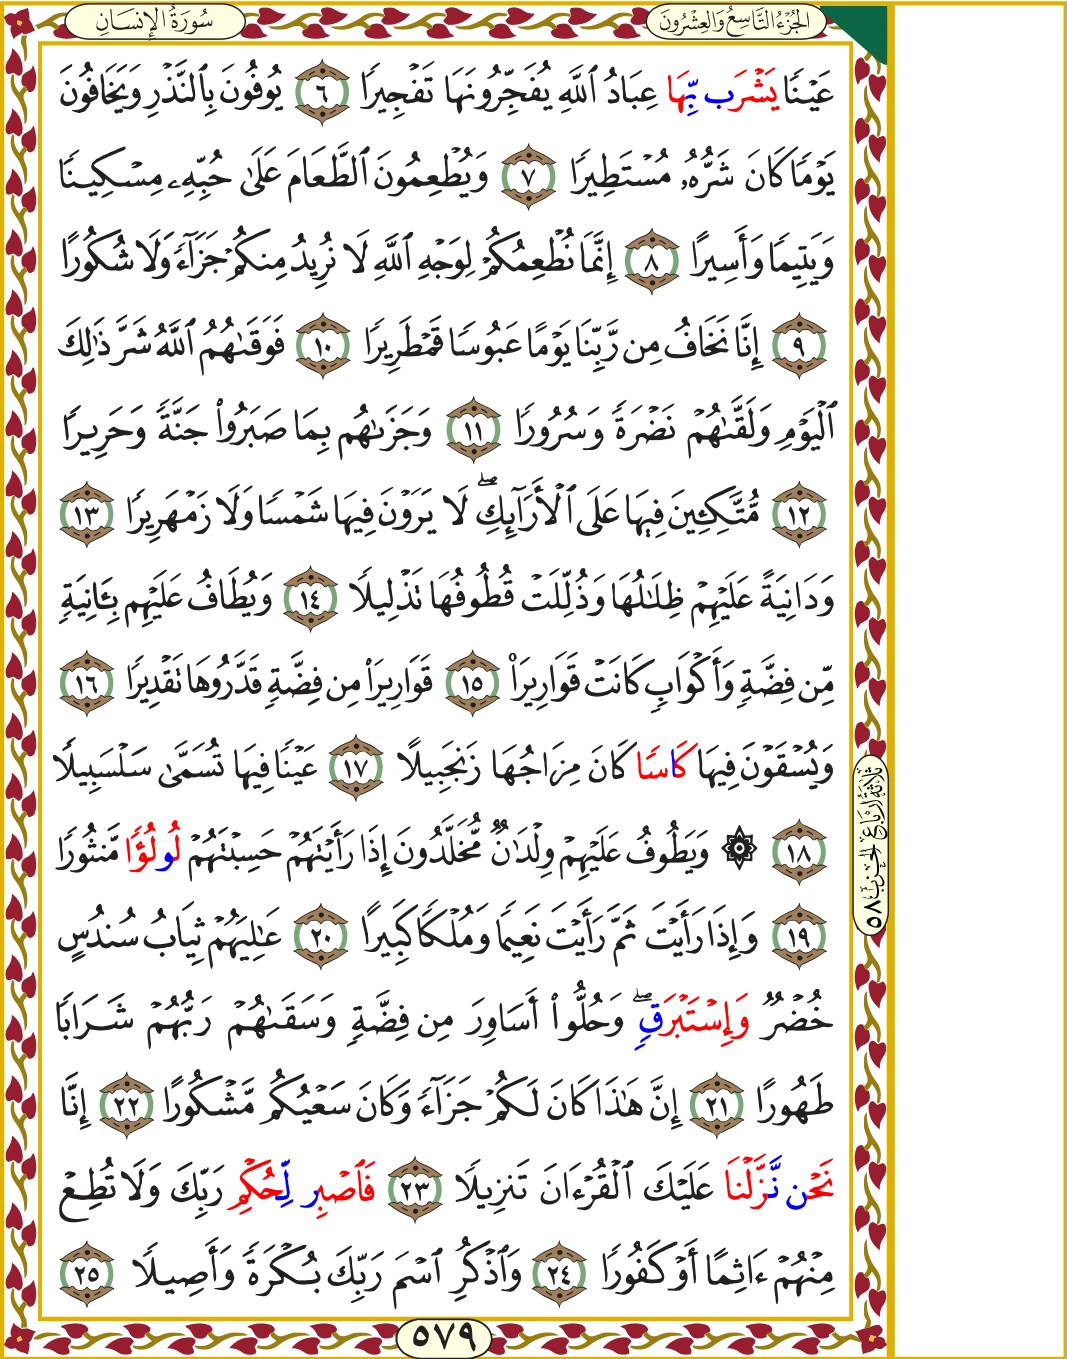 سُورَةُ الإِنسَانِ الجُزْءُ التَّاسِعُ وَالعِشْرُونَ
عَيْنًا يَشْرَب بِّهَا عِبَادُ ٱللَّهِ يُفَجِّرُونَهَا تَفْجِيرًا ٦ يُوفُونَ بِٱلنَّذْرِ وَيَخَافُونَ
يَوْمًا كَانَ شَرُّهُۥ مُسْتَطِيرًا ٧ وَيُطْعِمُونَ ٱلطَّعَامَ عَلَىٰ حُبِّهِۦ مِسْكِينًا
وَيَتِيمًا وَأَسِيرًا ٨ إِنَّمَا نُطْعِمُكُمْ لِوَجْهِ ٱللَّهِ لَا نُرِيدُ مِنكُمْ جَزَآءً وَلَا شُكُورًا
٩ إِنَّا نَخَافُ مِن رَّبِّنَا يَوْمًا عَبُوسًا قَمْطَرِيرًا ١٠ فَوَقَىٰهُمُ ٱللَّهُ شَرَّ ذَٰلِكَ
ٱلْيَوْمِ وَلَقَّىٰهُمْ نَضْرَةً وَسُرُورًا ١١ وَجَزَىٰهُم بِمَا صَبَرُوا۟ جَنَّةً وَحَرِيرًا
١٢ مُّتَّكِـِٔينَ فِيهَا عَلَى ٱلْأَرَآئِكِ ۖ لَا يَرَوْنَ فِيهَا شَمْسًا وَلَا زَمْهَرِيرًا ١٣
وَدَانِيَةً عَلَيْهِمْ ظِلَـٰلُهَا وَذُلِّلَتْ قُطُوفُهَا تَذْلِيلًا ١٤ وَيُطَافُ عَلَيْهِم بِـَٔانِيَةٍ
مِّن فِضَّةٍ وَأَكْوَابٍ كَانَتْ قَوَارِيرَا۠ ١٥ قَوَارِيرَا۟ مِن فِضَّةٍ قَدَّرُوهَا تَقْدِيرًا ١٦
وَيُسْقَوْنَ فِيهَا كَاسًا كَانَ مِزَاجُهَا زَنجَبِيلًا ١٧ عَيْنًا فِيهَا تُسَمَّىٰ سَلْسَبِيلًا
١٨ ۞ وَيَطُوفُ عَلَيْهِمْ وِلْدَٰنٌ مُّخَلَّدُونَ إِذَا رَأَيْتَهُمْ حَسِبْتَهُمْ لُولُؤًا مَّنثُورًا
١٩ وَإِذَا رَأَيْتَ ثَمَّ رَأَيْتَ نَعِيمًا وَمُلْكًا كَبِيرًا ٢٠ عَـٰلِيَهُمْ ثِيَابُ سُندُسٍ
خُضْرٌ وَإِسْتَبْرَقٍ ۖ وَحُلُّوٓا۟ أَسَاوِرَ مِن فِضَّةٍ وَسَقَىٰهُمْ رَبُّهُمْ شَرَابًا
طَهُورًا ٢١ إِنَّ هَـٰذَا كَانَ لَكُمْ جَزَآءً وَكَانَ سَعْيُكُم مَّشْكُورًا ٢٢ إِنَّا
نَحْن نَّزَّلْنَا عَلَيْكَ ٱلْقُرْءَانَ تَنزِيلًا ٢٣ فَٱصْبِر لِّحُكْمِ رَبِّكَ وَلَا تُطِعْ
مِنْهُمْ ءَاثِمًا أَوْ كَفُورًا ٢٤ وَٱذْكُرِ ٱسْمَ رَبِّكَ بُكْرَةً وَأَصِيلًا ٢٥
ثَلَاثَةُ أَرْبَاعِ الحِزْبِ ٥٨
٥٧٩